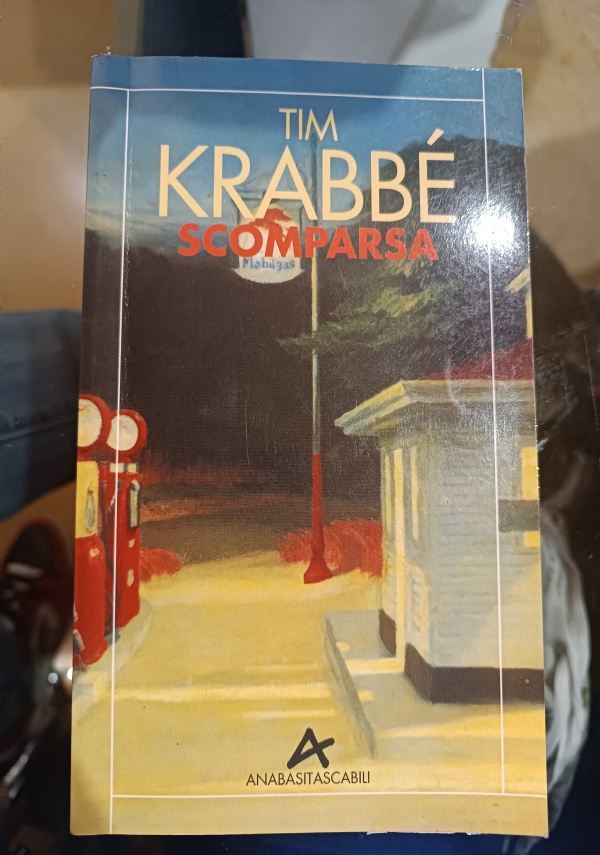 TIM
KRABBÉ
SCOMPARSA
Mobilgas
ANABASITASCABILI